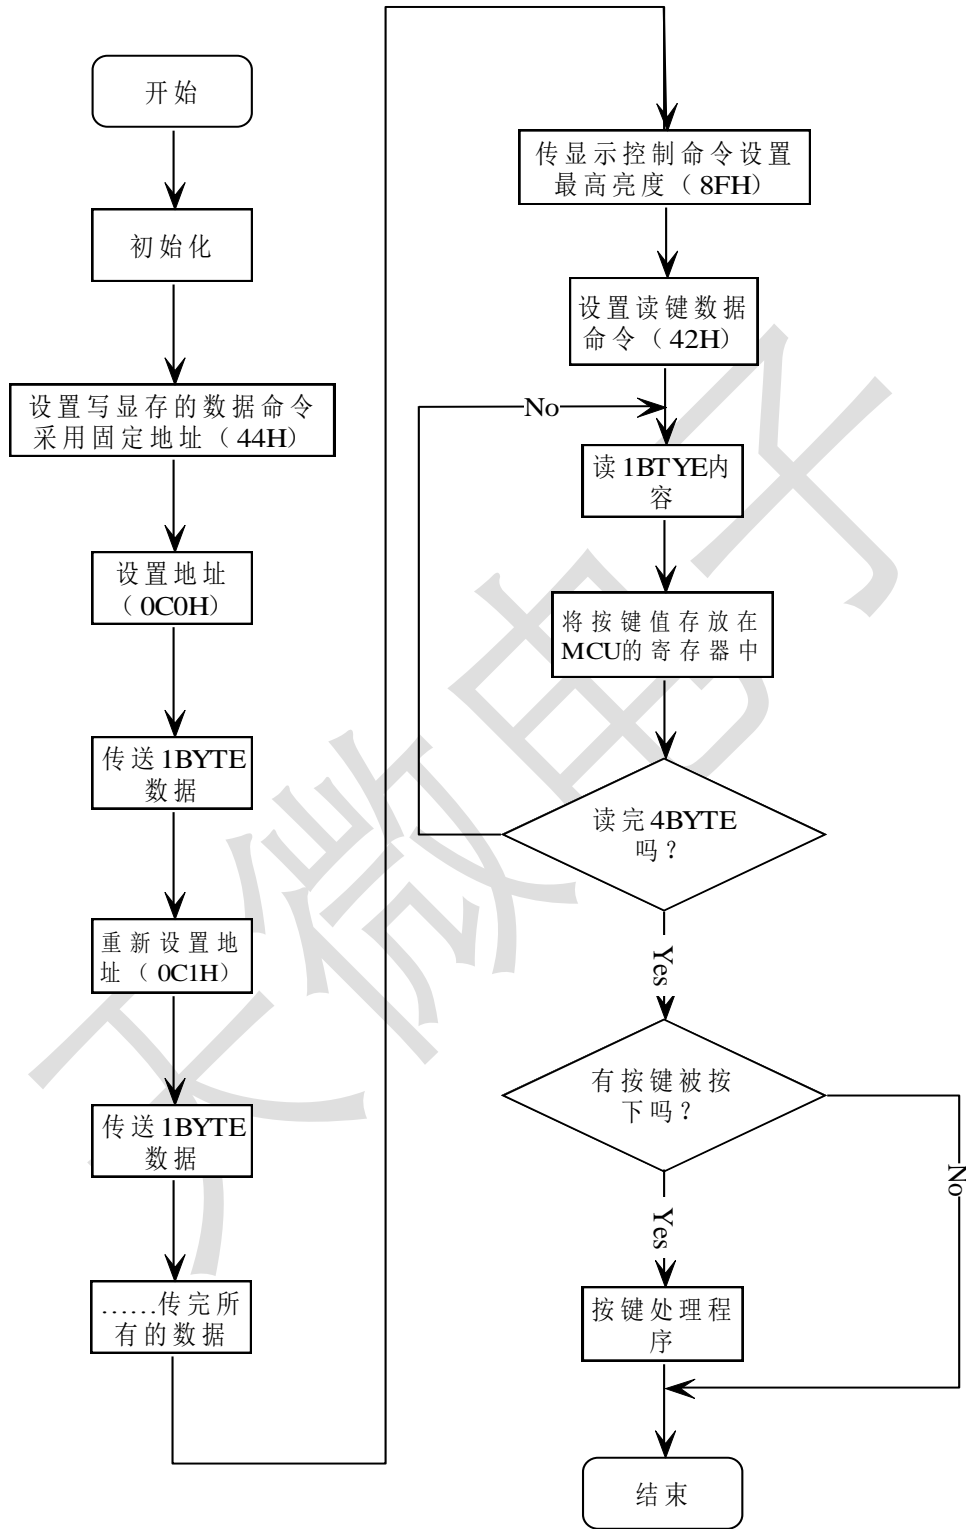 开始
初始化
设置写显存的数据命令
采用固定地址（44H）
设置地址
（0C0H）
传送1BYTE
数据
重新设置地
址（0C1H）
传送1BYTE
数据
……传完所
有的数据
传显示控制命令设置
最高亮度（8FH）
设置读键数据
命令（42H）
No
读1BTYE内
容
将按键值存放在
MCU的寄存器中
读完4BYTE
吗？
Yes
有按键被按
下吗？
No
Yes
按键处理程
序
结束
天微电子